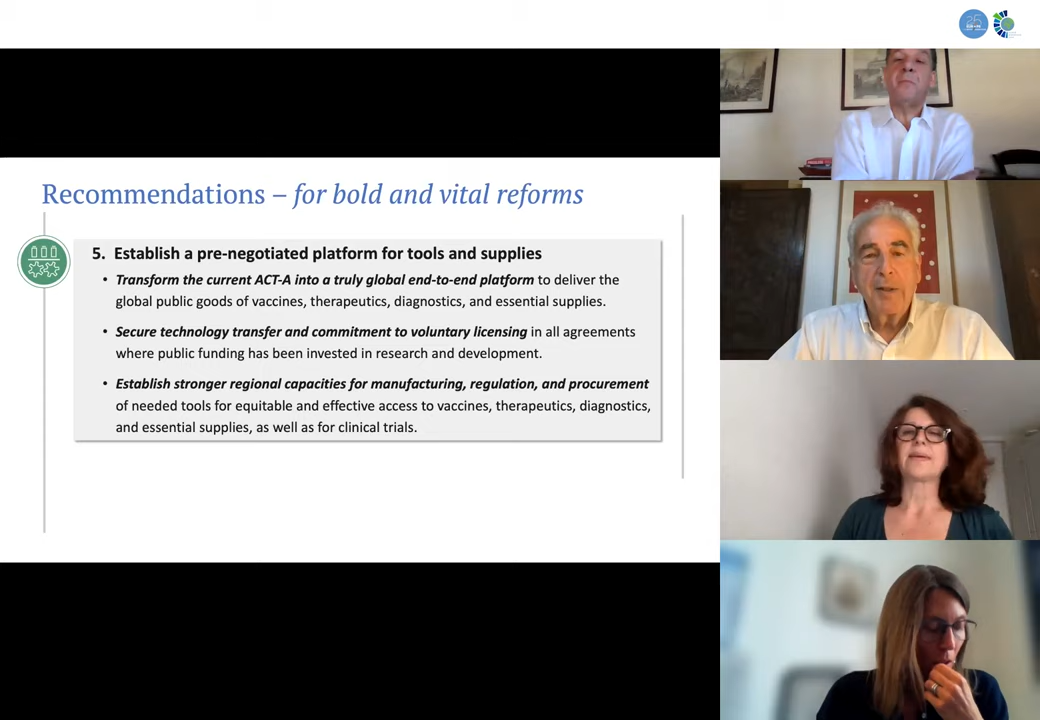 25
Recommendations – for bold and vital reforms
5. Establish a pre-negotiated platform for tools and supplies
• Transform the current ACT-A into a truly global end-to-end platform to deliver the
global public goods of vaccines, therapeutics, diagnostics, and essential supplies.
• Secure technology transfer and commitment to voluntary licensing in all agreements
where public funding has been invested in research and development.
• Establish stronger regional capacities for manufacturing, regulation, and procurement
of needed tools for equitable and effective access to vaccines, therapeutics, diagnostics,
and essential supplies, as well as for clinical trials.